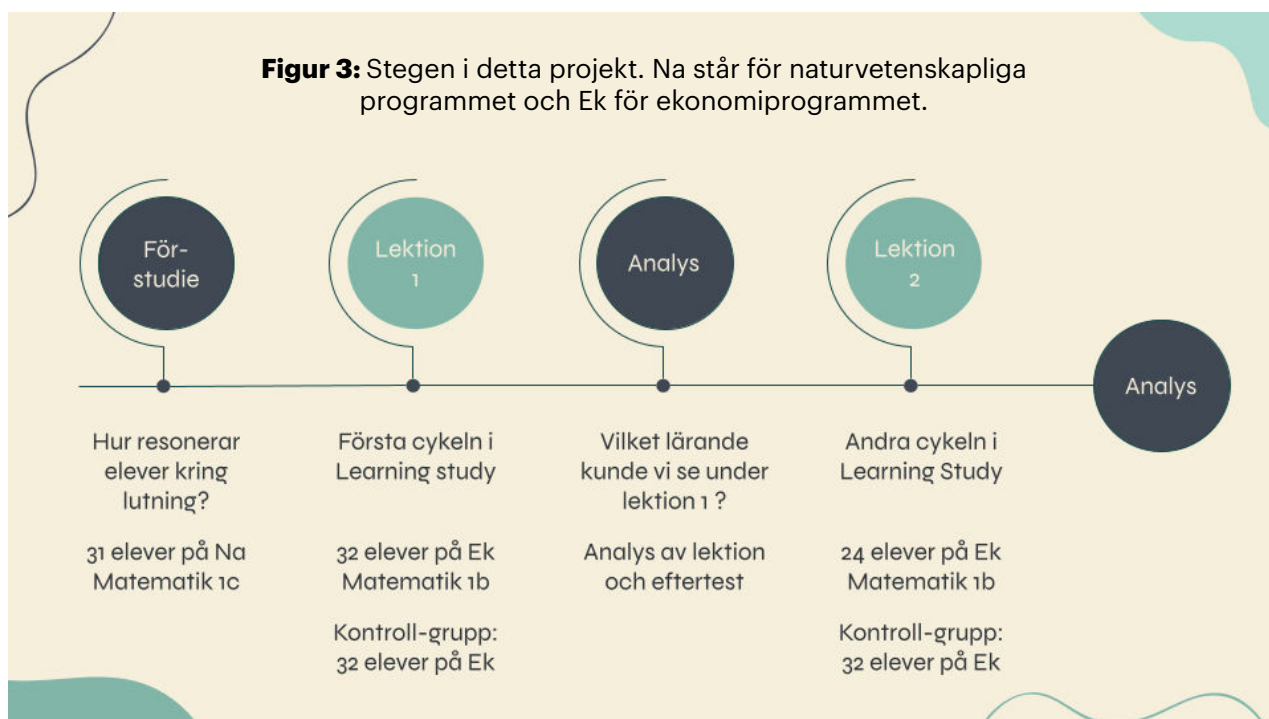 Figur 3: Stegen i detta projekt. Na står för naturvetenskapliga
programmet och Ek för ekonomiprogrammet.
För-
studie
Lektion
1
Analys
Lektion
2
Analys
Hur resonerar
elever kring
lutning?
31 elever på Na
Matematik 1c
Första cykeln i
Learning study
32 elever på Ek
Matematik 1b
Kontroll-grupp:
32 elever på Ek
Vilket lärande
kunde vi se under
lektion 1 ?
Analys av lektion
och eftertest
Andra cykeln i
Learning Study
24 elever på Ek
Matematik 1b
Kontroll-grupp:
32 elever på Ek